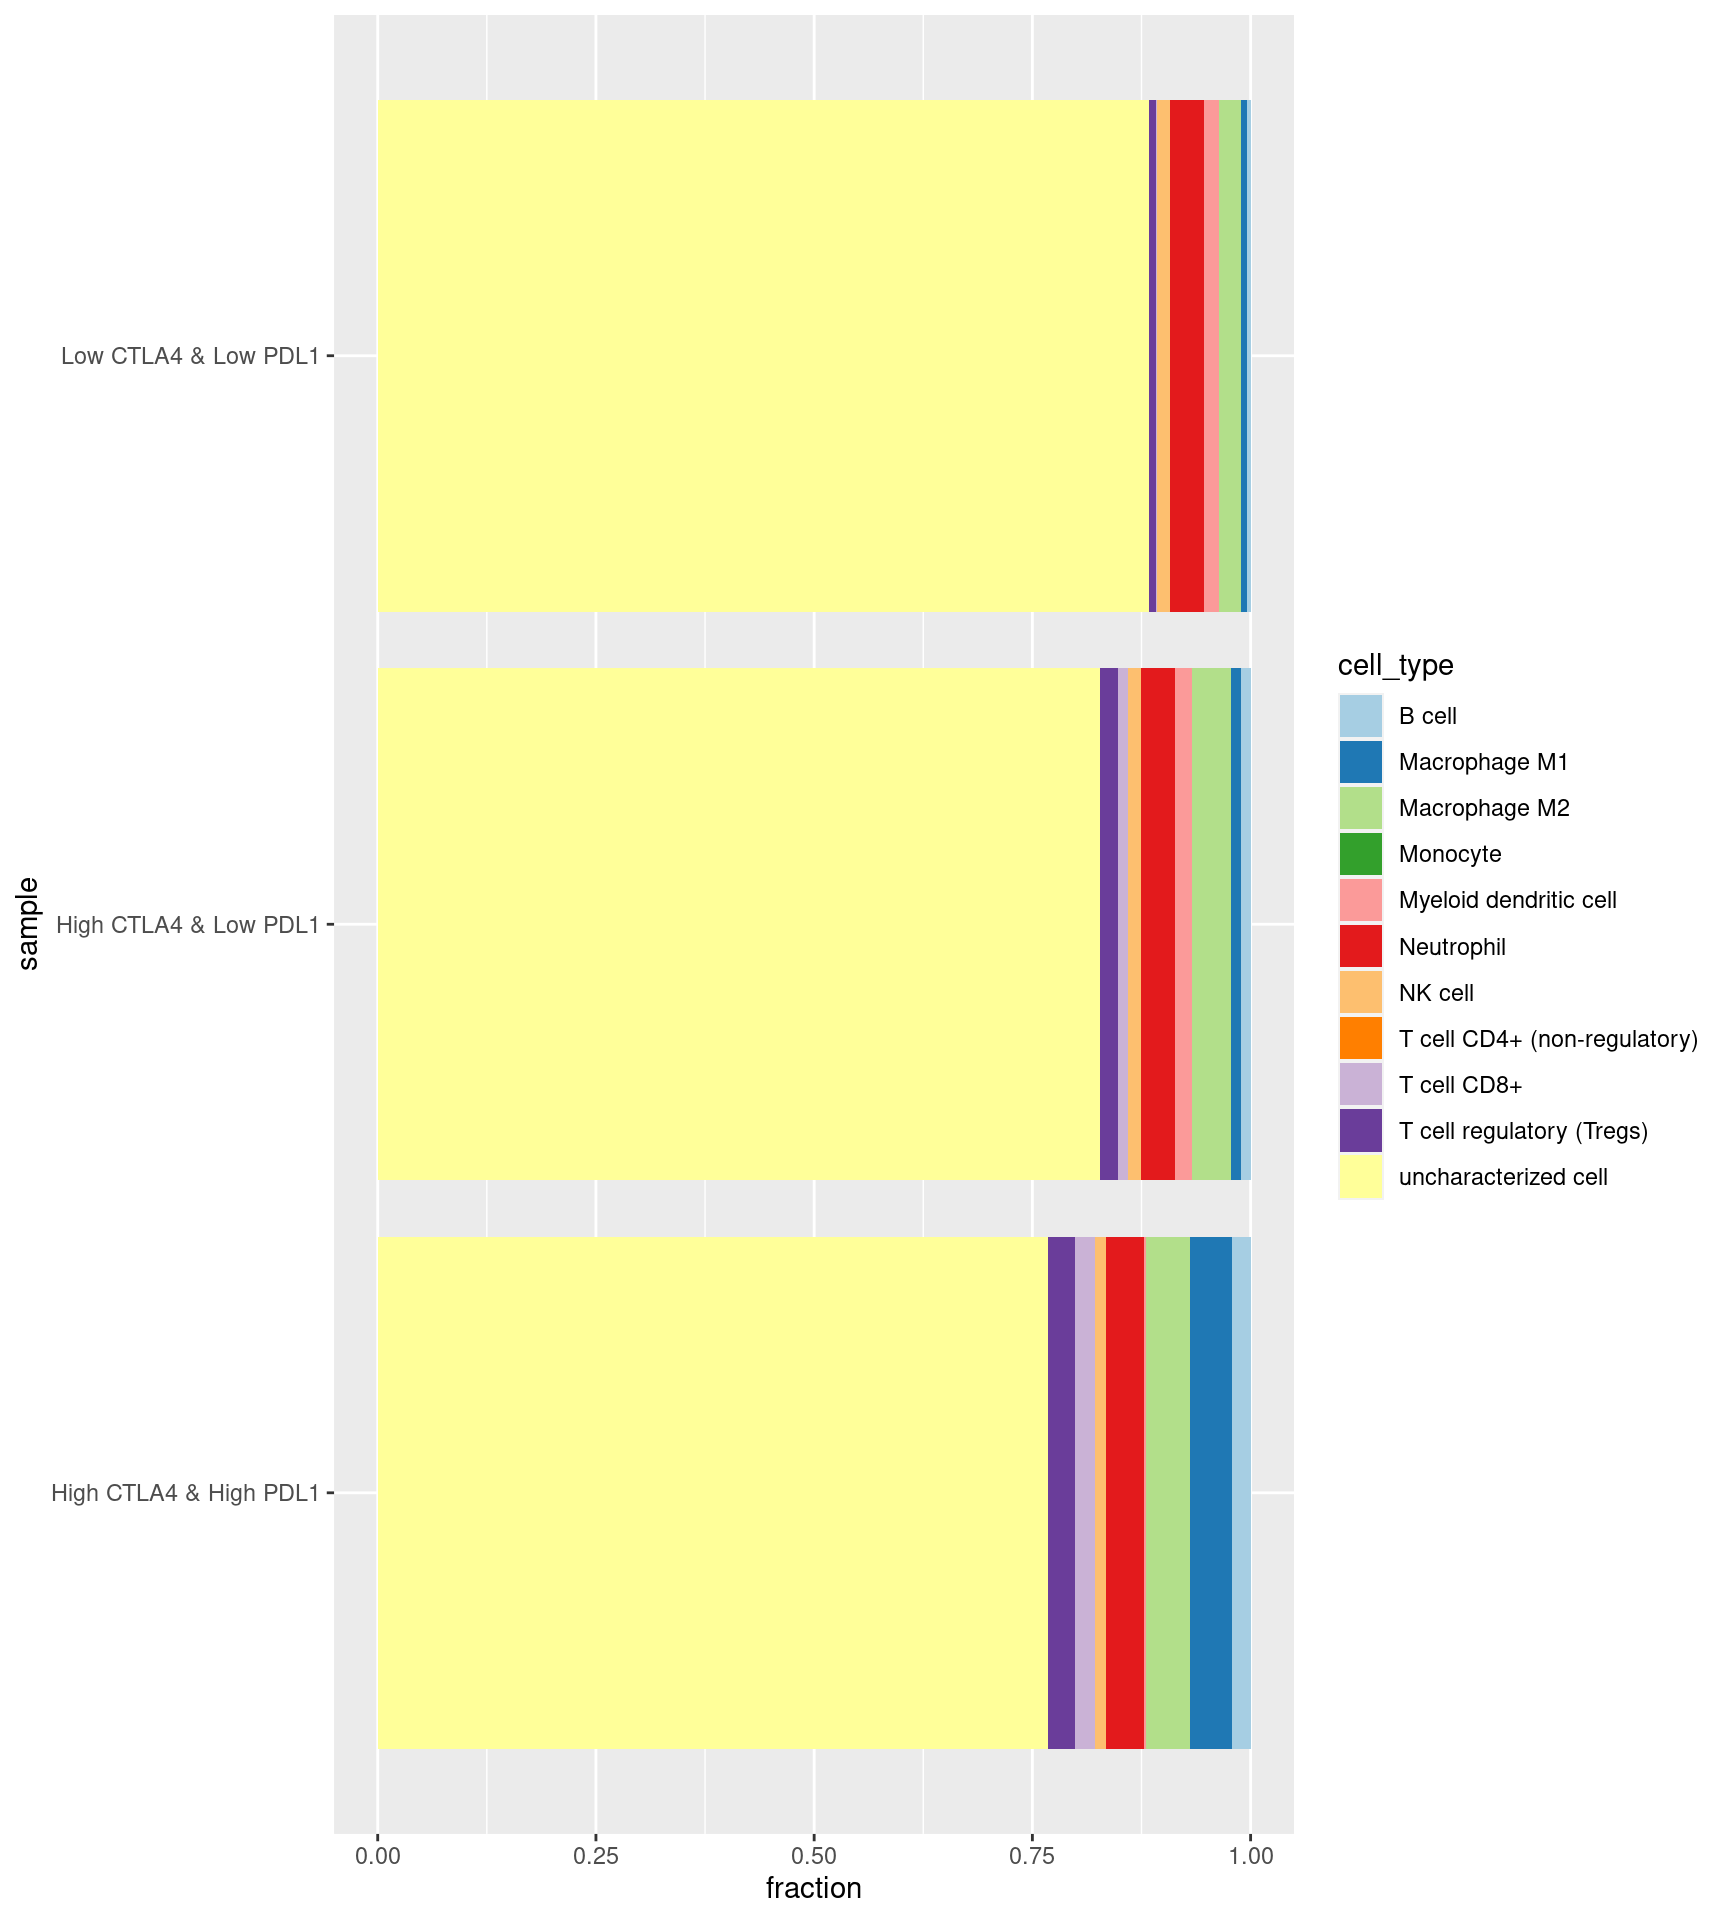 Low CTLA4 & Low PDL1
High CTLA4 & Low PDL1
High CTLA4 & High PDL1
sample
0.00 0.25 0.50 0.75 1.00
fraction
cell_type
B cell
Macrophage M1
Macrophage M2
Monocyte
Myeloid dendritic cell
Neutrophil
NK cell
T cell CD4+ (non-regulatory)
T cell CD8+
T cell regulatory (Tregs)
uncharacterized cell